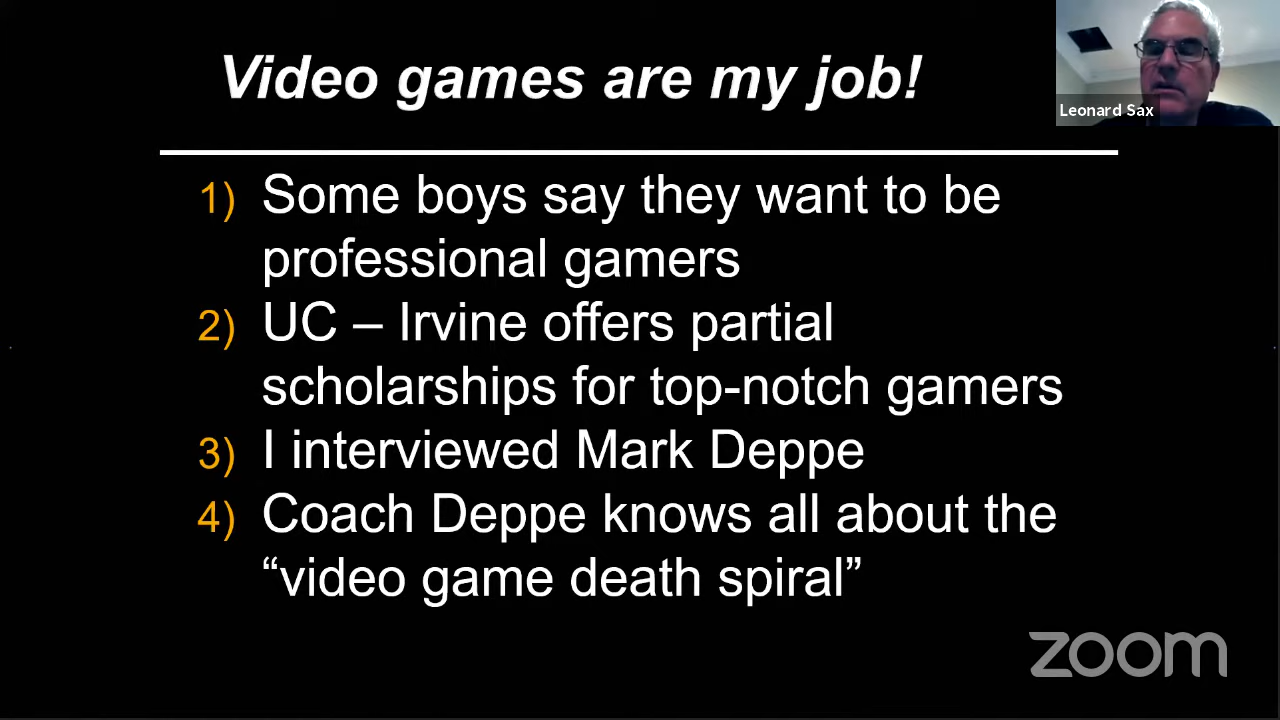 Video games are my job!
Leonard Sax
1) Some boys say they want to be
professional gamers
2) UC – Irvine offers partial
scholarships for top-notch gamers
3) I interviewed Mark Deppe
4) Coach Deppe knows all about the
“video game death spiral”
zoom